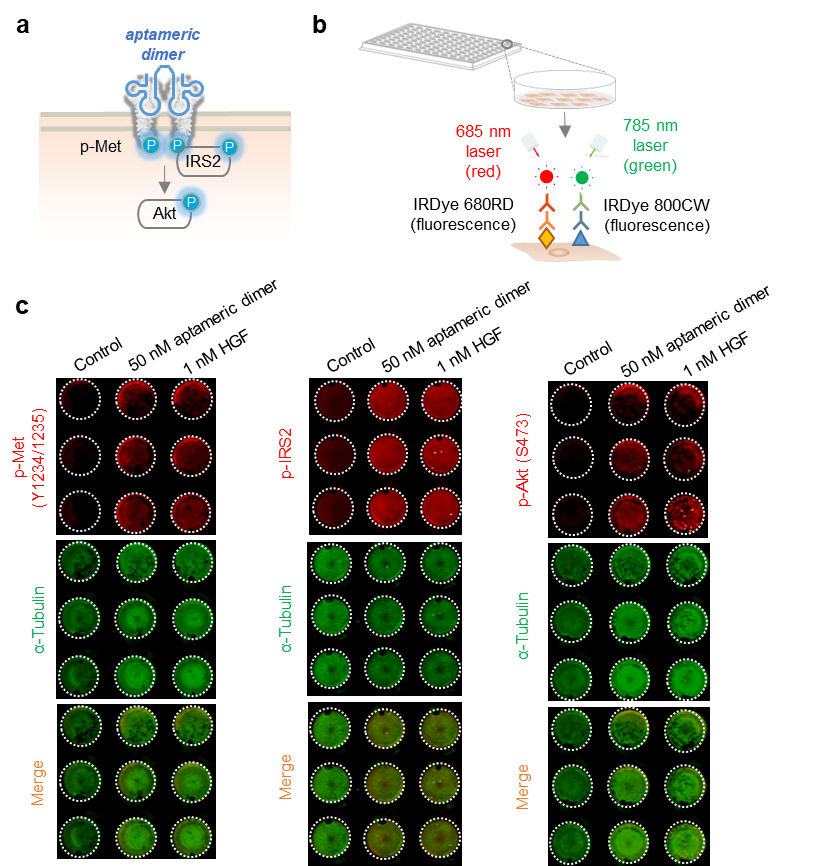 a
aptameric
dimer
p-Met
P
P
P
IRS2
Akt
P
b
685 nm
laser
(red)
785 nm
laser
(green)
IRDye 680RD
(fluorescence)
IRDye 800CW
(fluorescence)
c
Control
50 nM aptameric dimer
1 nM HGF
p-Met
(Y1234/1235)
α-Tubulin
Merge
Control
50 nM aptameric dimer
1 nM HGF
p-IRS2
α-Tubulin
Merge
Control
50 nM aptameric dimer
1 nM HGF
p-Akt (S473)
α-Tubulin
Merge